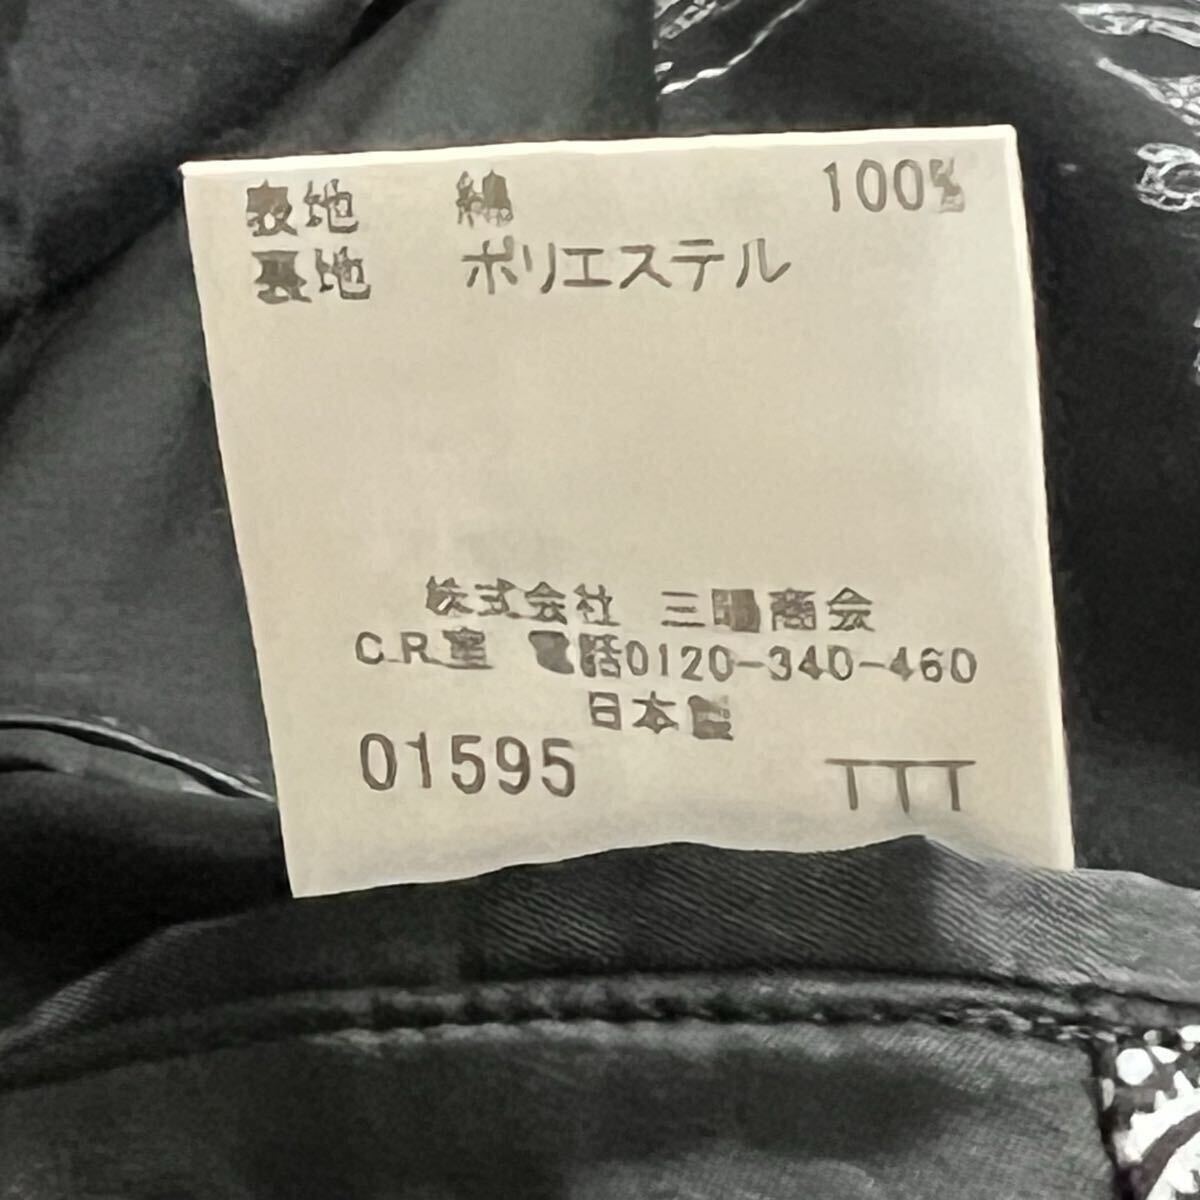 表地 綿 100%
裏地 ポリエステル
株式会社 三陽商会
C.R.室 電話0120-340-460
日本製
01595 TTT